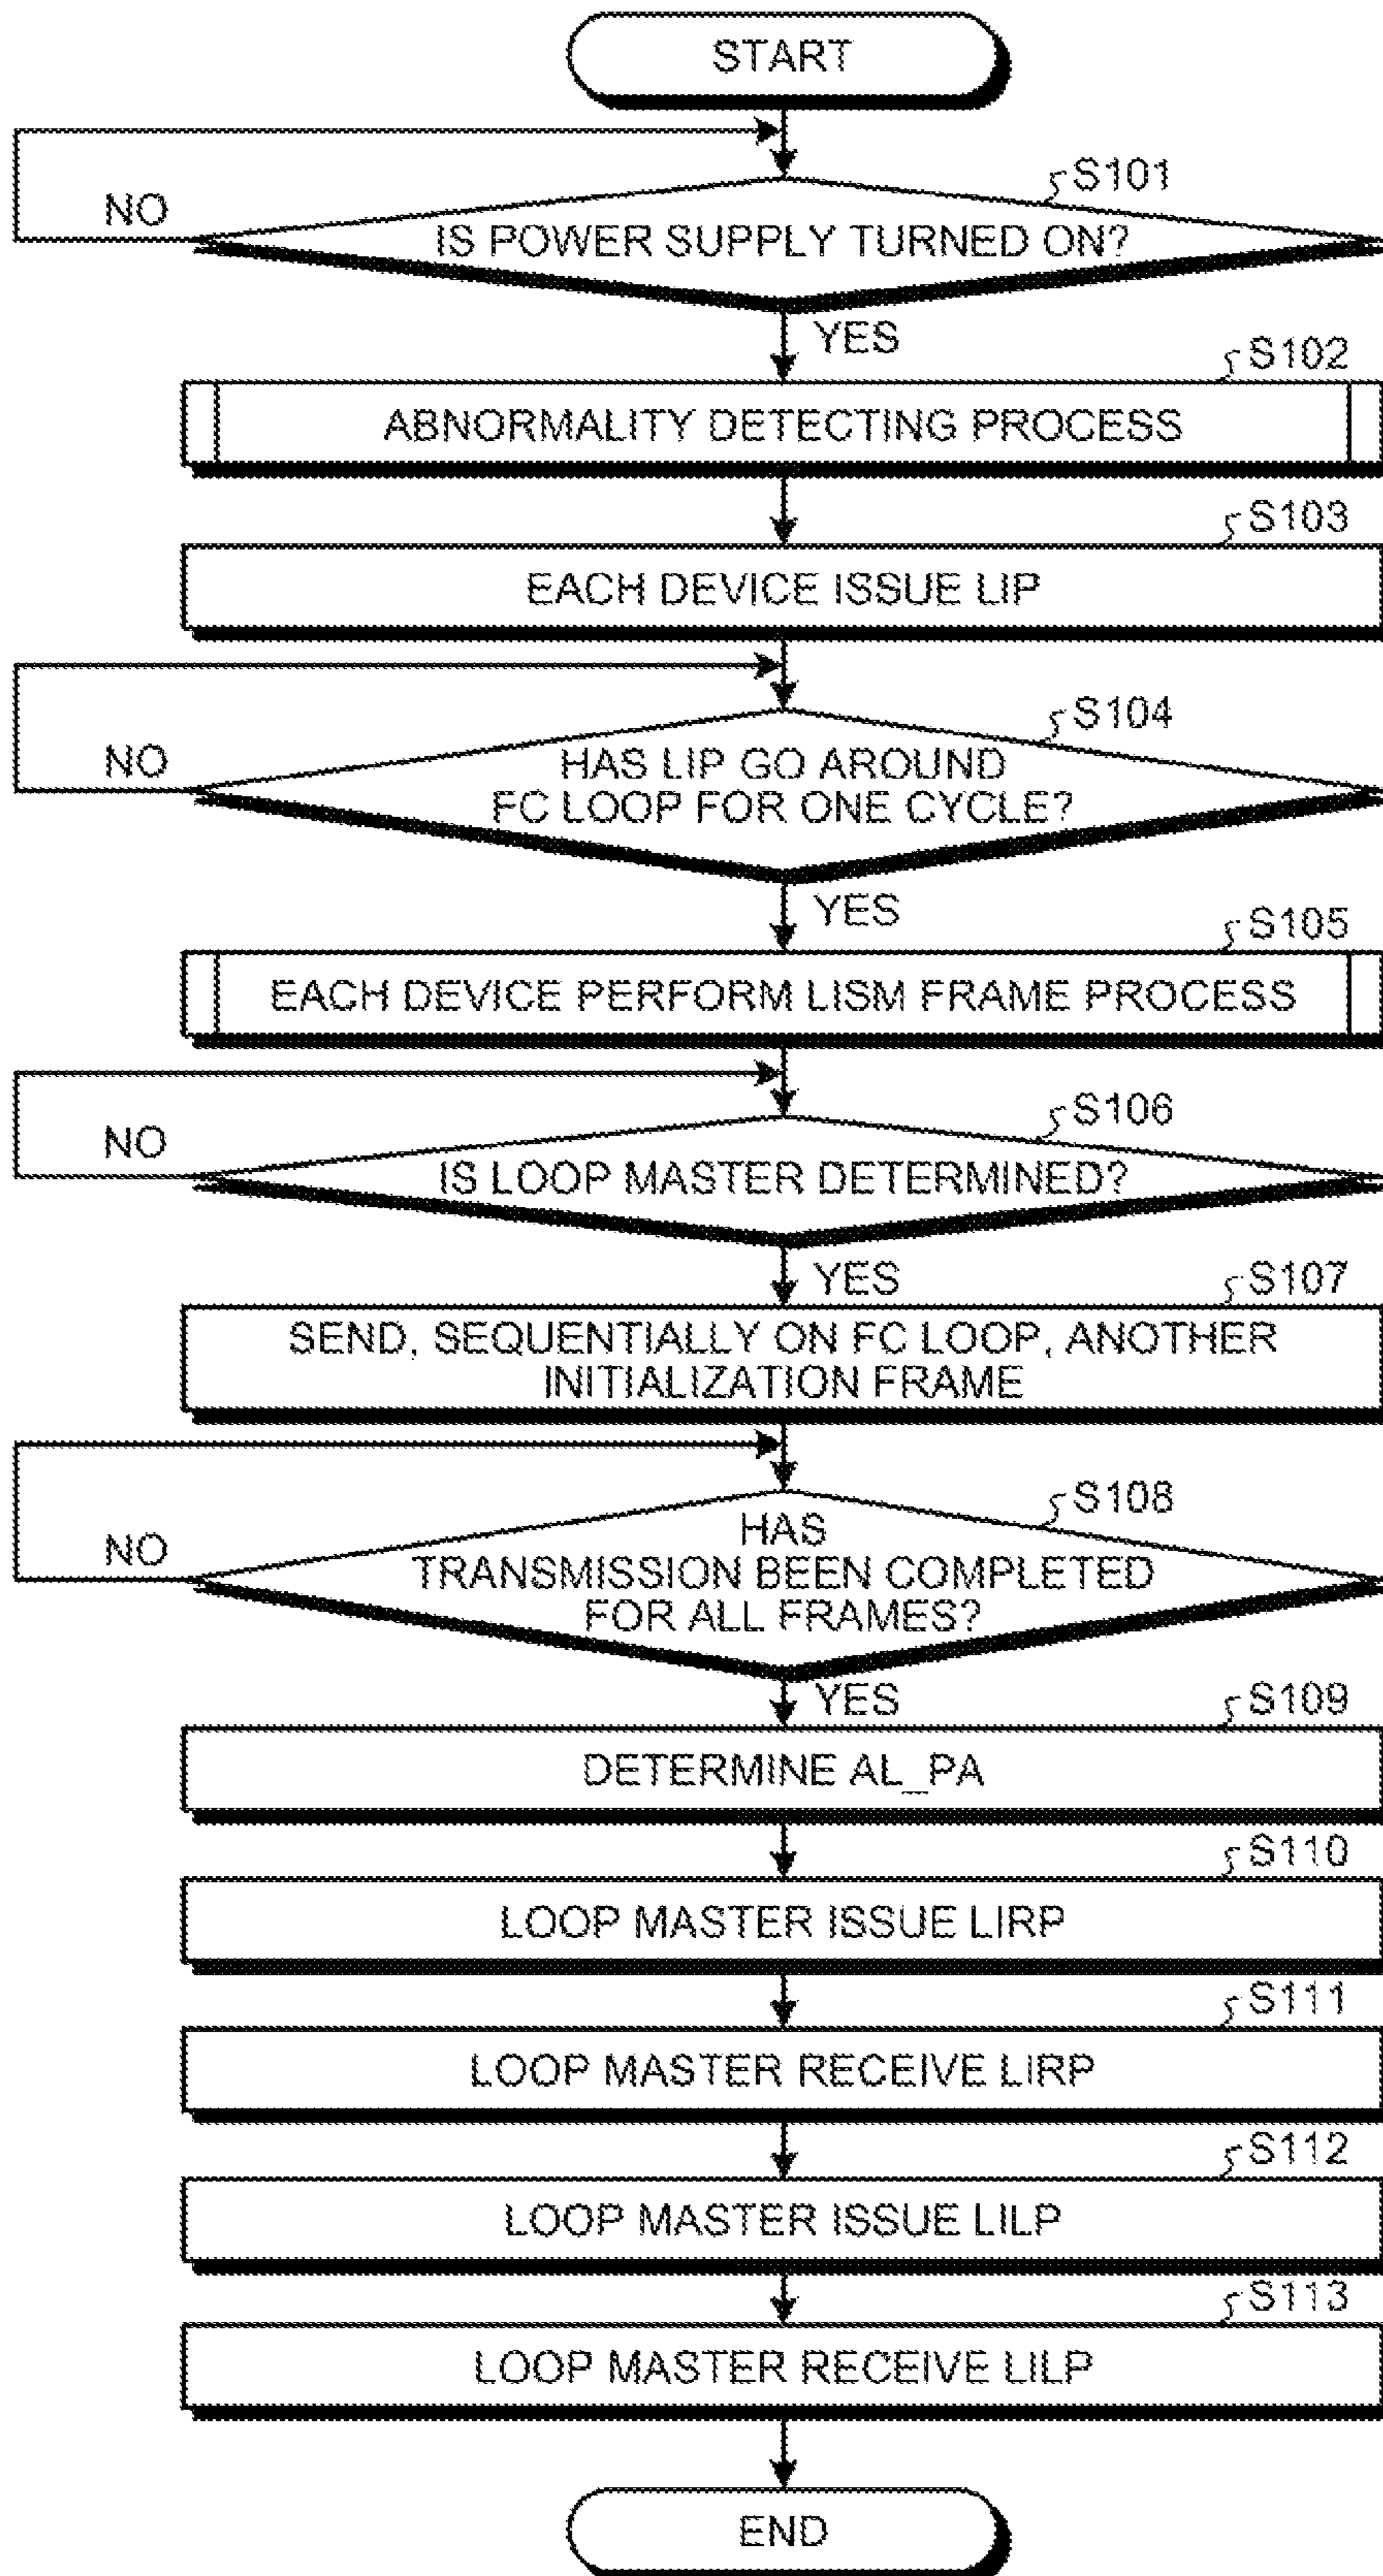 START
S101
NO
IS POWER SUPPLY TURNED ON?
YES
S102
ABNORMALITY DETECTING PROCESS
S103
EACH DEVICE ISSUE LIP
S104
NO
HAS LIP GO AROUND
FC LOOP FOR ONE CYCLE?
YES
S105
EACH DEVICE PERFORM LISM FRAME PROCESS
S106
NO
IS LOOP MASTER DETERMINED?
YES
S107
SEND, SEQUENTIALLY ON FC LOOP, ANOTHER
INITIALIZATION FRAME
S108
NO
HAS
TRANSMISSION BEEN COMPLETED
FOR ALL FRAMES?
YES
S109
DETERMINE AL_PA
S110
LOOP MASTER ISSUE LIRP
S111
LOOP MASTER RECEIVE LIRP
S112
LOOP MASTER ISSUE LILP
S113
LOOP MASTER RECEIVE LILP
END